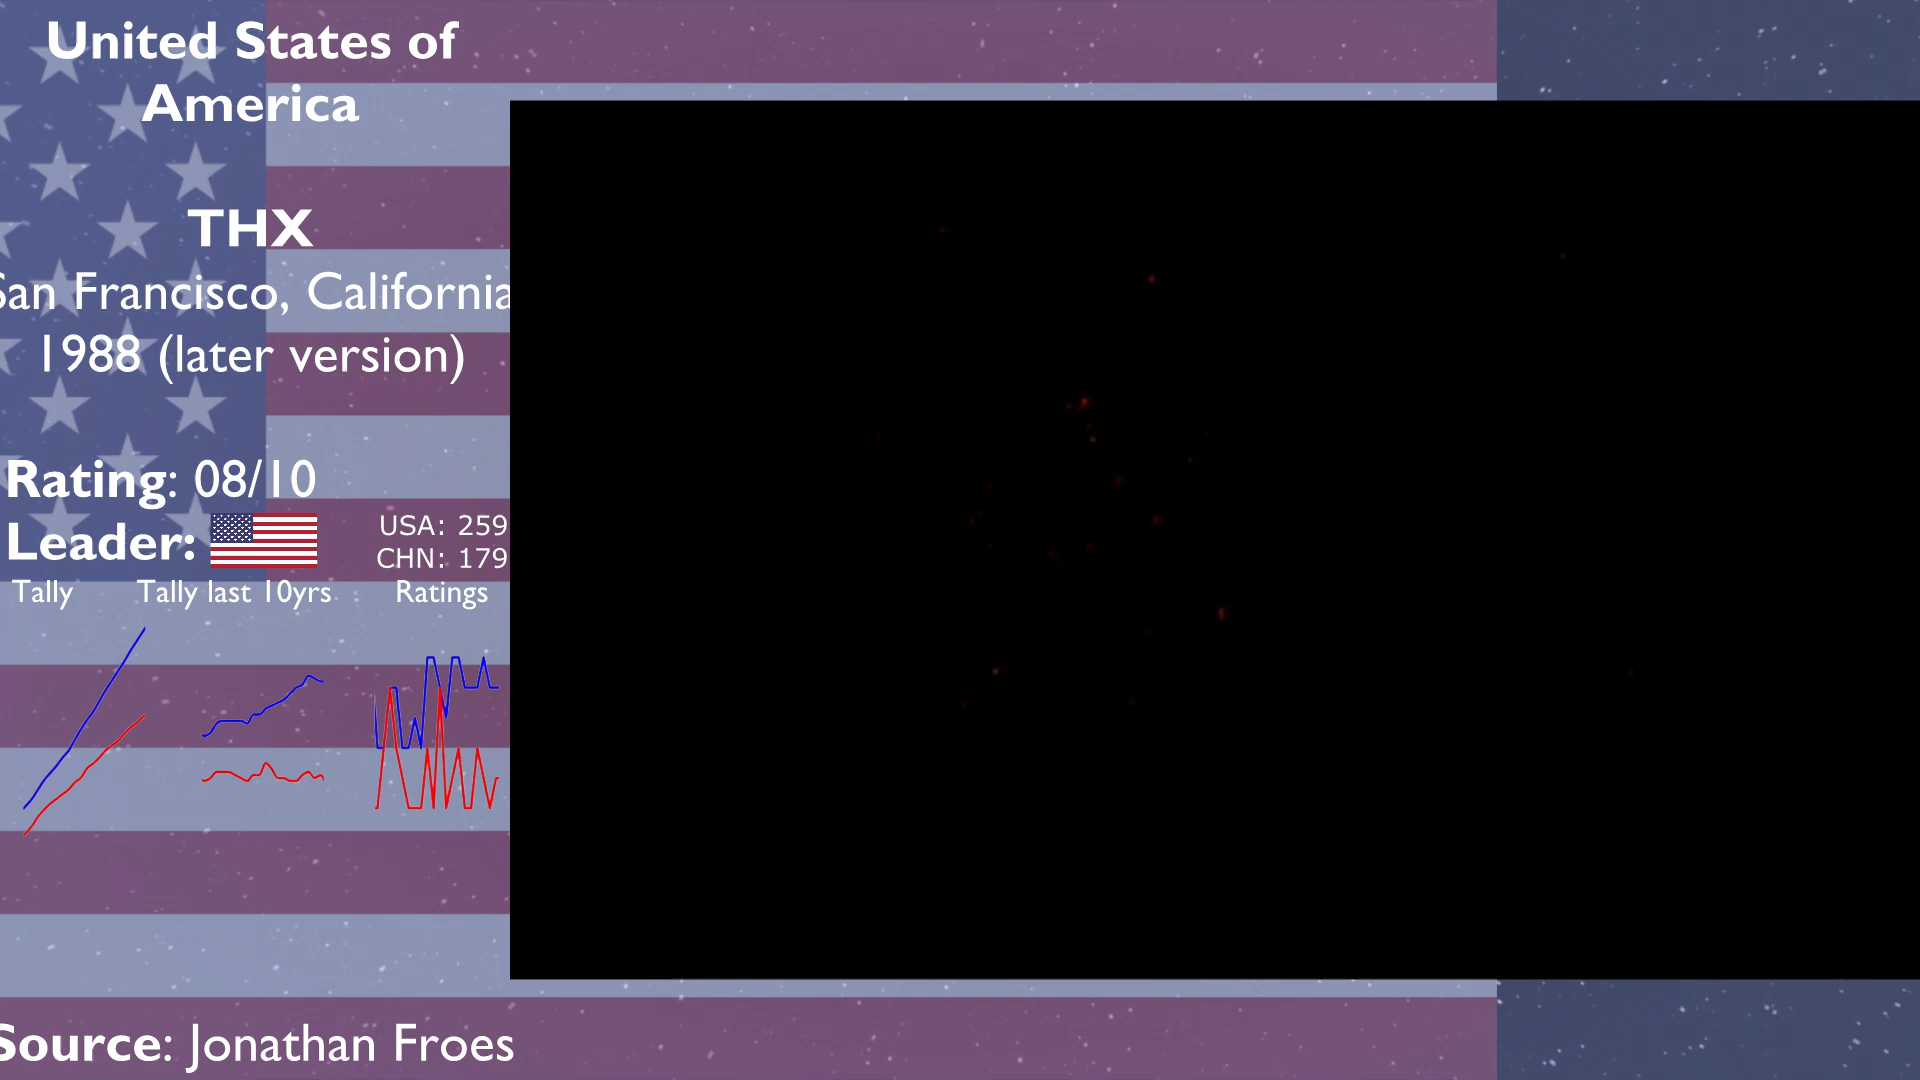 United States of
America
THX
San Francisco, California
1988 (later version)
Rating: 08/10
Leader:
USA: 259
CHN: 179
Tally
Tally last 10yrs
Ratings
Source: Jonathan Froes